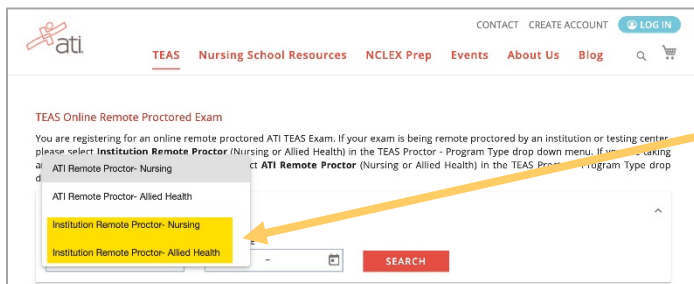 CONTACT CREATE ACCOUNT LOG IN
ati
TEAS Nursing School Resources NCLEX Prep Events About Us Blog
TEAS Online Remote Proctored Exam
You are registering for an online remote proctored ATI TEAS Exam. If your exam is being remote proctored by an institution or testing center,
please select Institution Remote Proctor (Nursing or Allied Health) in the TEAS Proctor - Program Type drop down menu. If you are taking
ATI Remote Proctor (Nursing or Allied Health) in the TEAS Program Type drop
ATI Remote Proctor- Nursing
ATI Remote Proctor- Allied Health
Institution Remote Proctor- Nursing
Institution Remote Proctor- Allied Health
-
SEARCH